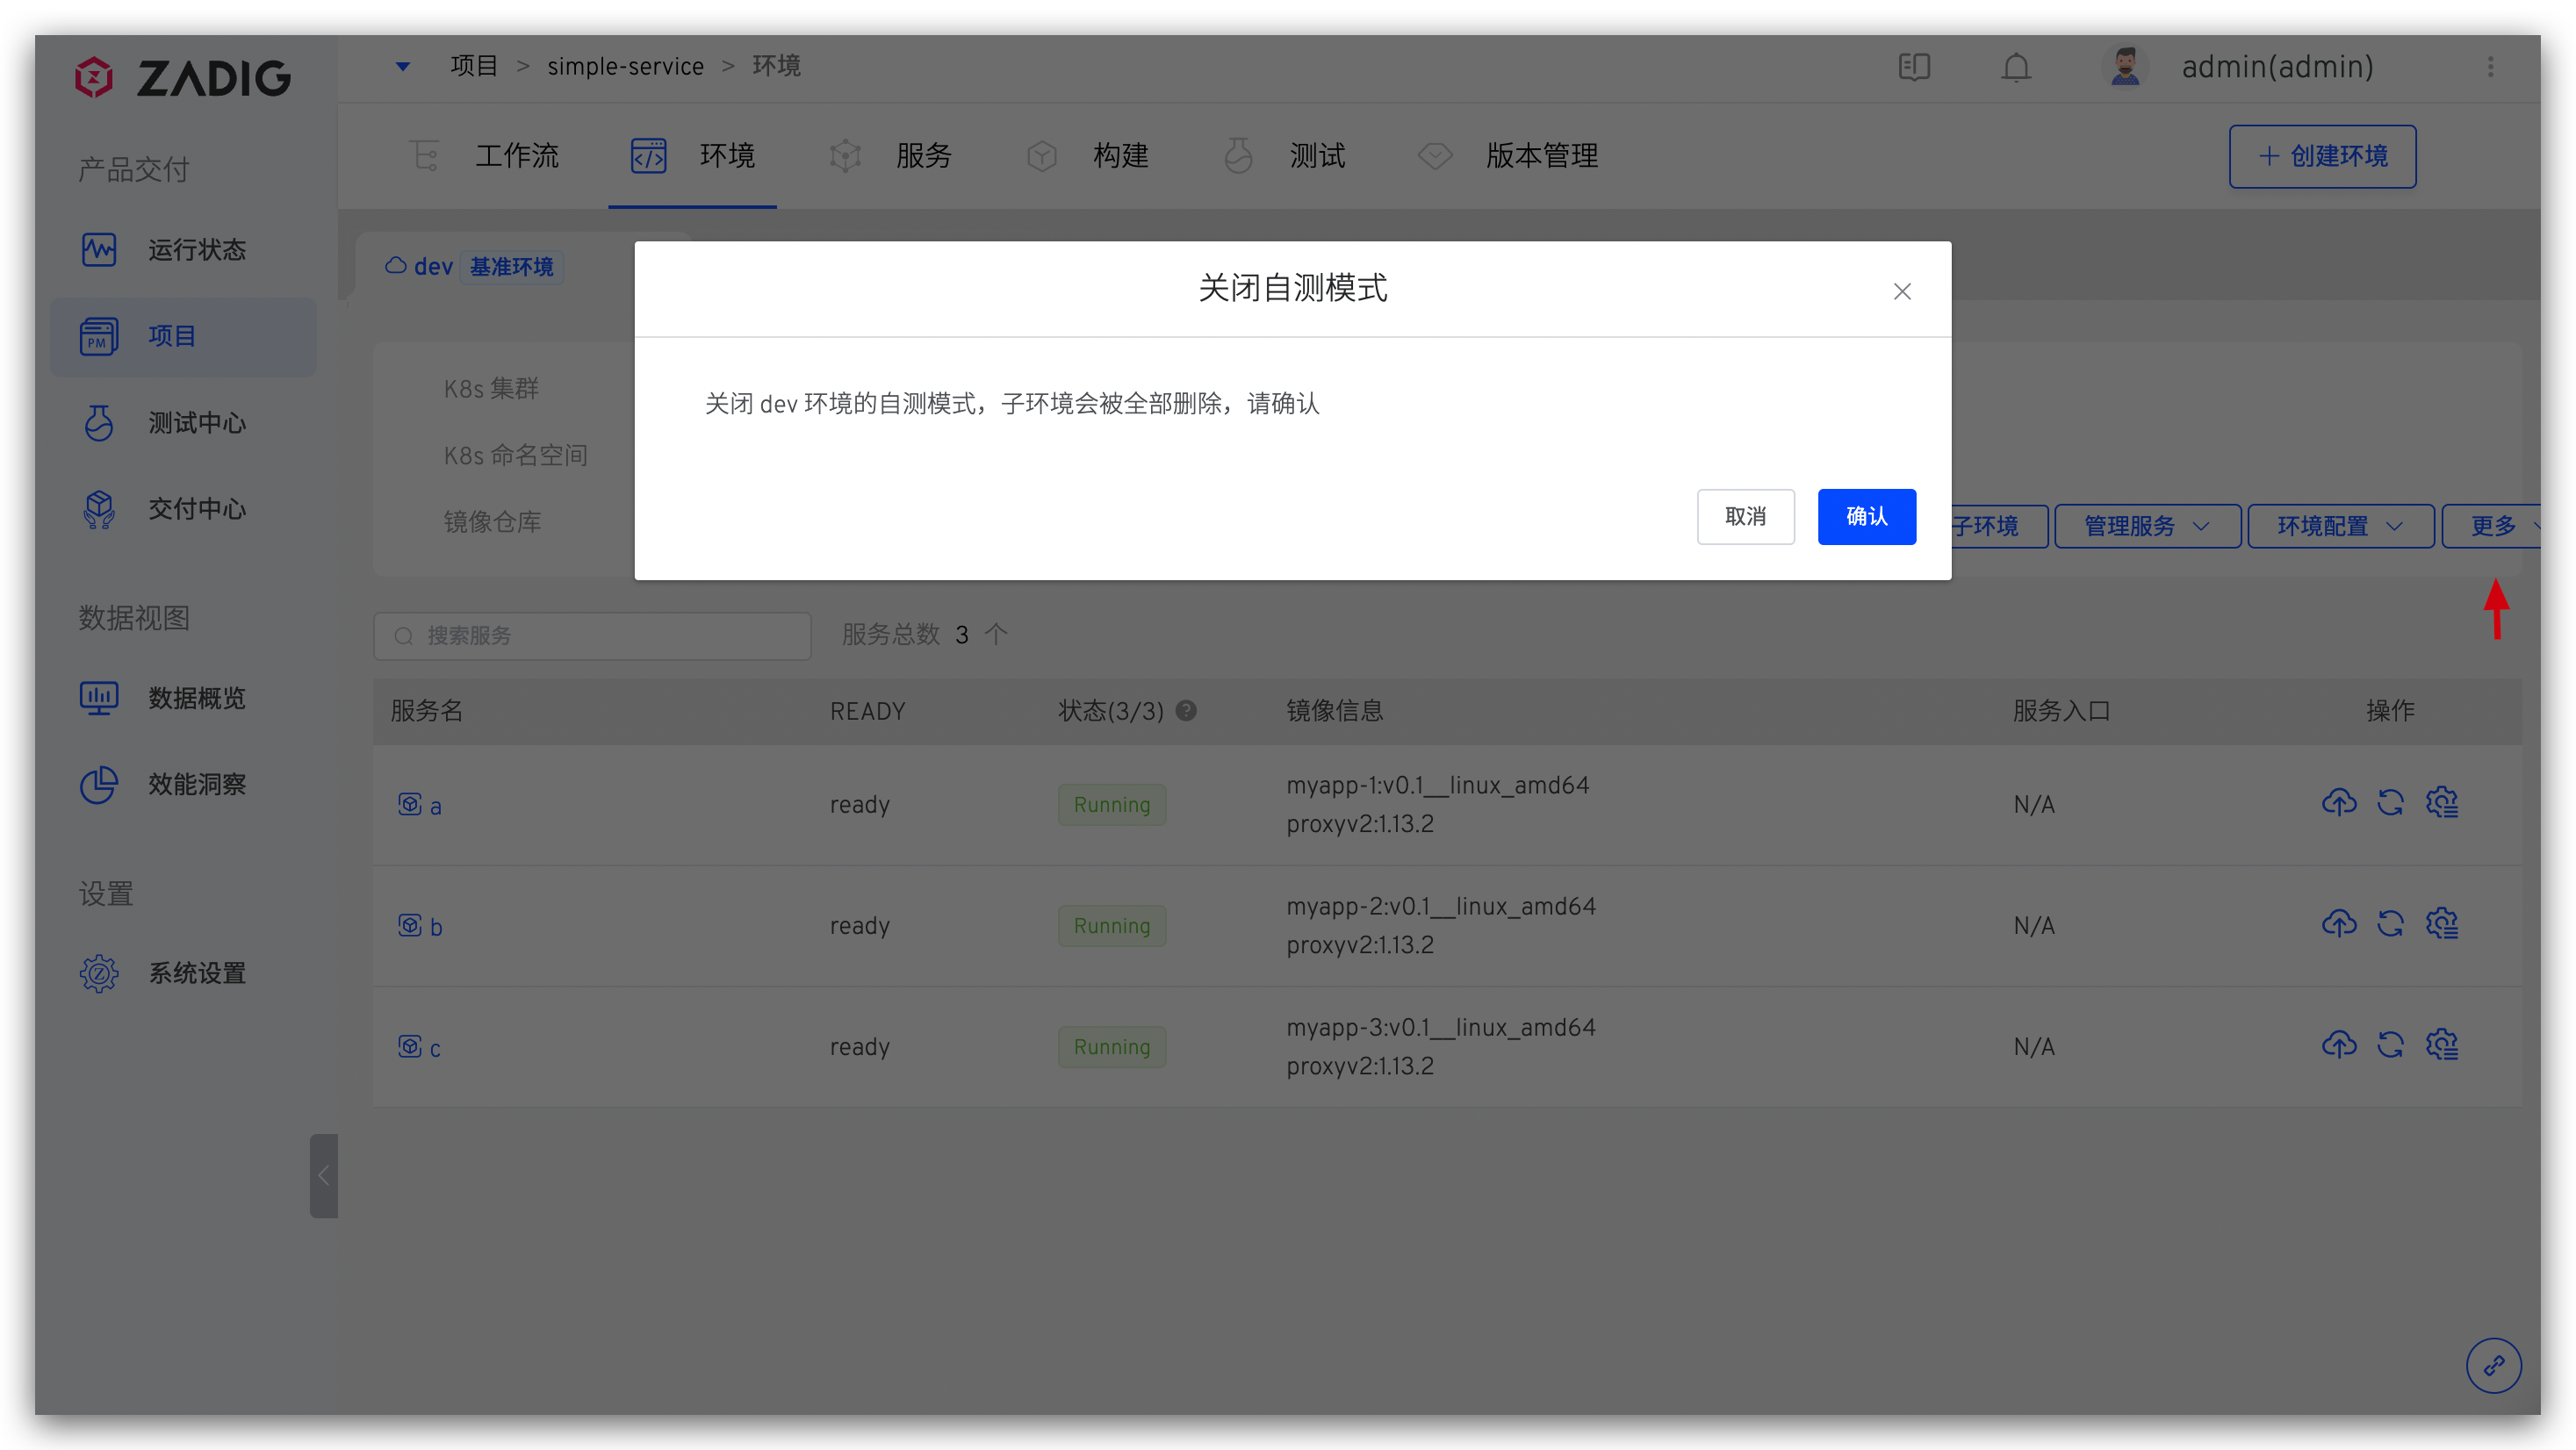 ZADIG
项目 > simple-service > 环境
admin(admin)
工作流
环境
服务
构建
测试
版本管理
创建环境
产品交付
运行状态
PM
项目
测试中心
交付中心
数据视图
数据概览
效能洞察
设置
Z
系统设置
dev 基准环境
关闭自测模式
关闭 dev 环境的自测模式，子环境会被全部删除，请确认
取消
确认
K8s 集群
K8s 命名空间
镜像仓库
子环境
管理服务
环境配置
更多
搜索服务
服务总数 3 个
服务名 READY 状态(3/3) 镜像信息 服务入口 操作
a ready Running myapp-1:v0.1__linux_amd64 N/A
proxyv2:1.13.2
b ready Running myapp-2:v0.1__linux_amd64 N/A
proxyv2:1.13.2
c ready Running myapp-3:v0.1__linux_amd64 N/A
proxyv2:1.13.2